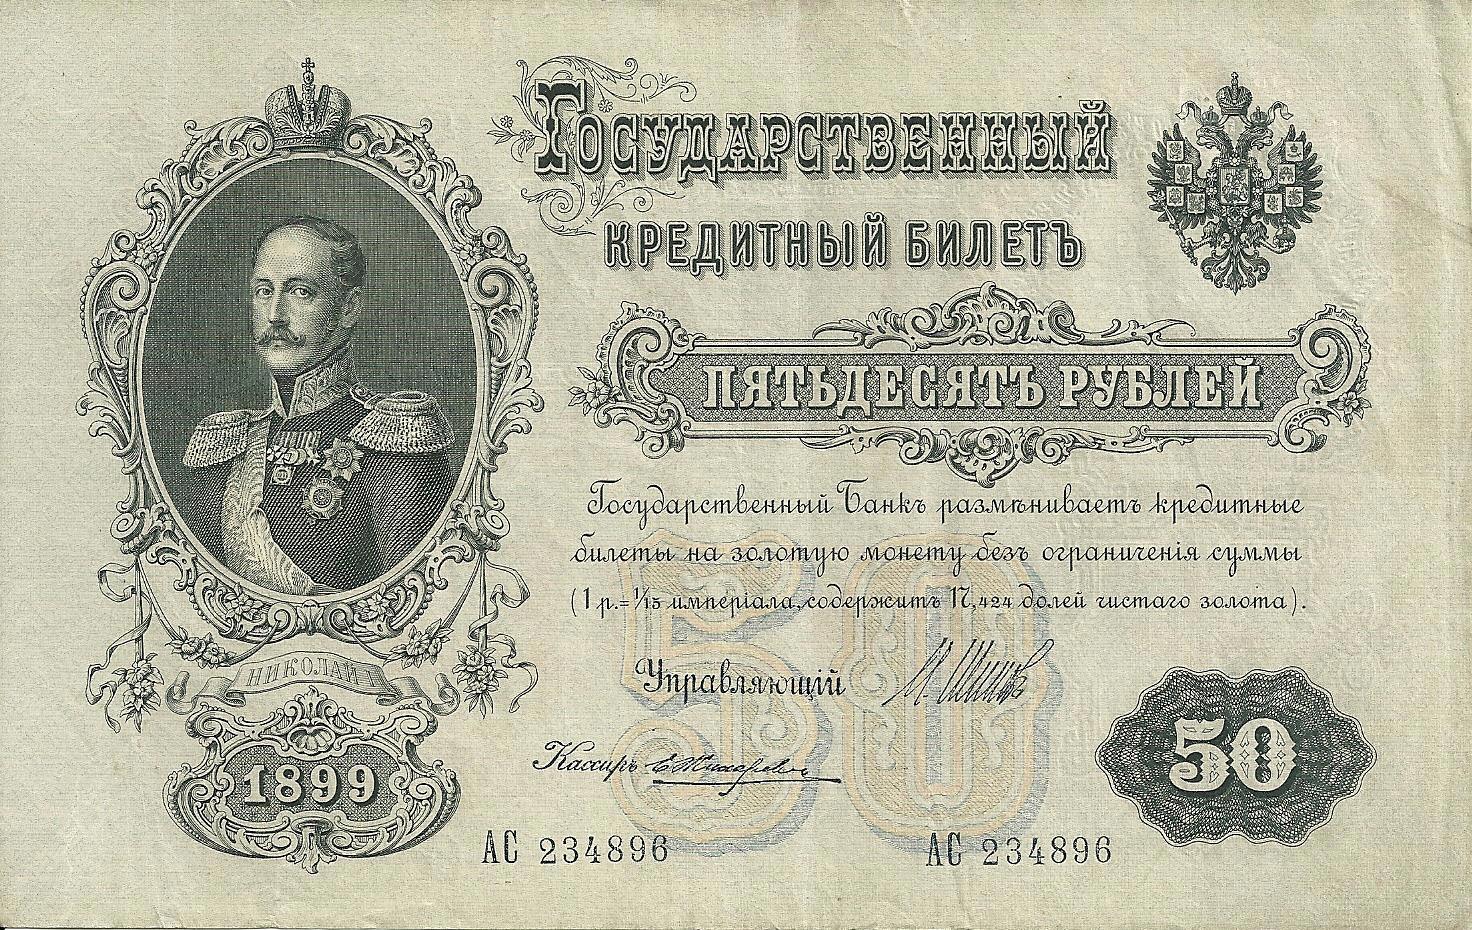 Государственный
кредитный билетъ
пятьдесятъ рублей
Государственный Банкъ размѣниваетъ кредитные
билеты на золотую монету безъ ограниченія суммы
(1 р.= 1/15 имперіала, содержитъ 17,424 долей чистаго золота).
Управляющій
Кассиръ
НИКОЛАЙ I
1899
50
50
АС 234896
АС 234896